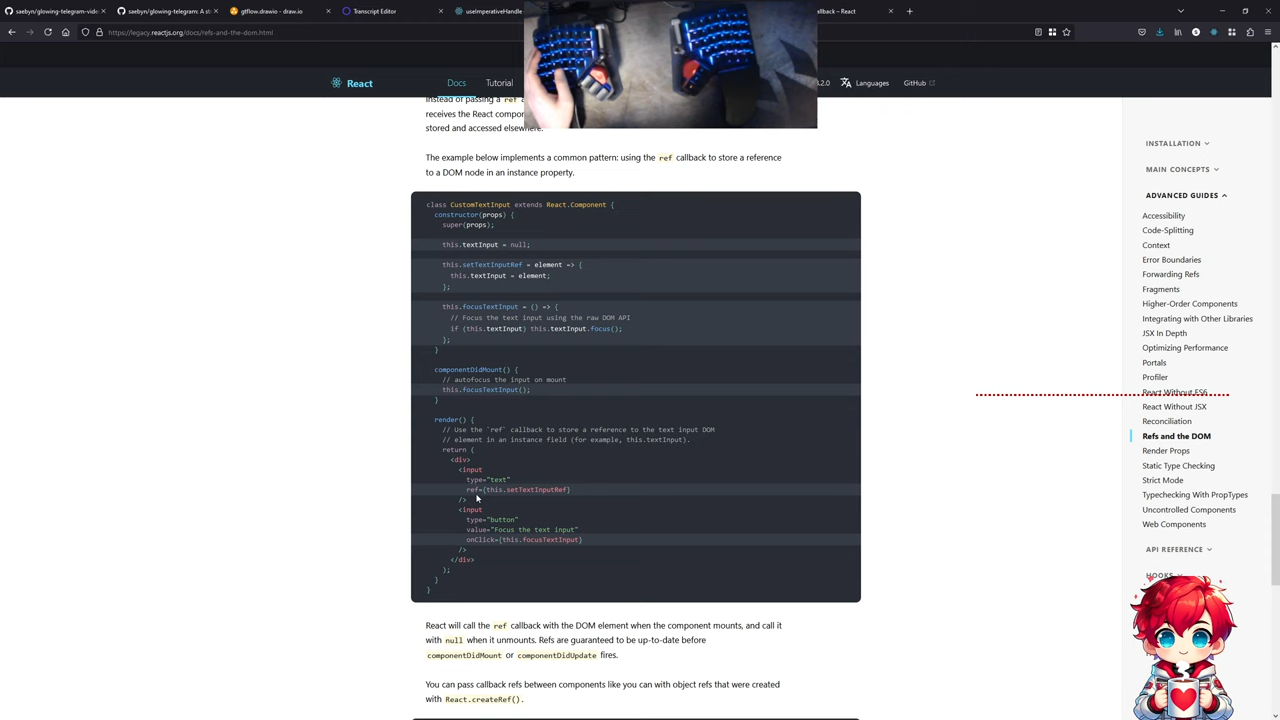 saebyn/glowing-telegram-vide
saebyn/glowing-telegram: A st
gtflow.drawio - draw.io
Transcript Editor
useImperativeHandle
llback – React
https://legacy.reactjs.org/docs/refs-and-the-dom.html
React
Docs
Tutorial
Languages
GitHub
Instead of passing a ref
receives the React compon
stored and accessed elsewhere.
The example below implements a common pattern: using the ref callback to store a reference
to a DOM node in an instance property.
class CustomTextInput extends React.Component {
constructor(props) {
super(props);
this.textInput = null;
this.setTextInputRef = element => {
this.textInput = element;
};
this.focusTextInput = () => {
// Focus the text input using the raw DOM API
if (this.textInput) this.textInput.focus();
};
}
componentDidMount() {
// autofocus the input on mount
this.focusTextInput();
}
render() {
// Use the `ref` callback to store a reference to the text input DOM
// element in an instance field (for example, this.textInput).
return (
<div>
<input
type="text"
ref={this.setTextInputRef}
/>
<input
type="button"
value="Focus the text input"
onClick={this.focusTextInput}
/>
</div>
);
}
}
React will call the ref callback with the DOM element when the component mounts, and call it
with null when it unmounts. Refs are guaranteed to be up-to-date before
componentDidMount or componentDidUpdate fires.
You can pass callback refs between components like you can with object refs that were created
with React.createRef().
INSTALLATION
MAIN CONCEPTS
ADVANCED GUIDES
Accessibility
Code-Splitting
Context
Error Boundaries
Forwarding Refs
Fragments
Higher-Order Components
Integrating with Other Libraries
JSX In Depth
Optimizing Performance
Portals
Profiler
React Without ES6
React Without JSX
Reconciliation
Refs and the DOM
Render Props
Static Type Checking
Strict Mode
Typechecking With PropTypes
Uncontrolled Components
Web Components
API REFERENCE
HOOKS